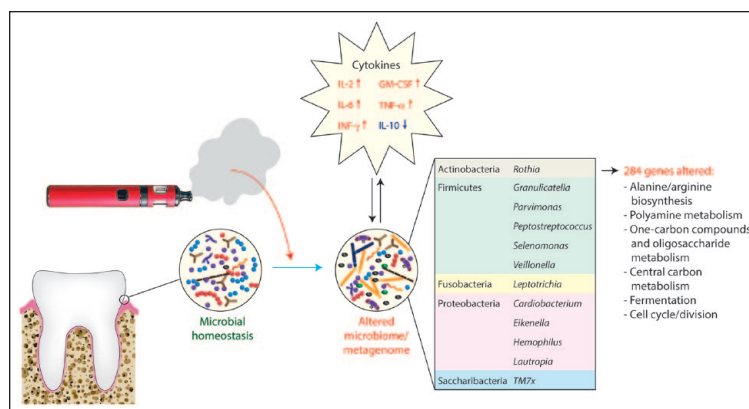 Cytokines
IL-2 ↑ GM-CSF ↑
IL-6 ↑ TNF-α ↑
INF-γ ↑ IL-10 ↓
Microbial
homeostasis
Altered
microbiome/
metagenome
Actinobacteria Rothia
Firmicutes Granulicatella
Parvimonas
Peptostreptococcus
Selenomonas
Veillonella
Fusobacteria Leptotrichia
Proteobacteria Cardiobacterium
Eikenella
Hemophilus
Lautropia
Saccharibacteria TM7x
284 genes altered:
- Alanine/arginine
biosynthesis
- Polyamine metabolism
- One-carbon compounds
and oligosaccharide
metabolism
- Central carbon
metabolism
- Fermentation
- Cell cycle/division